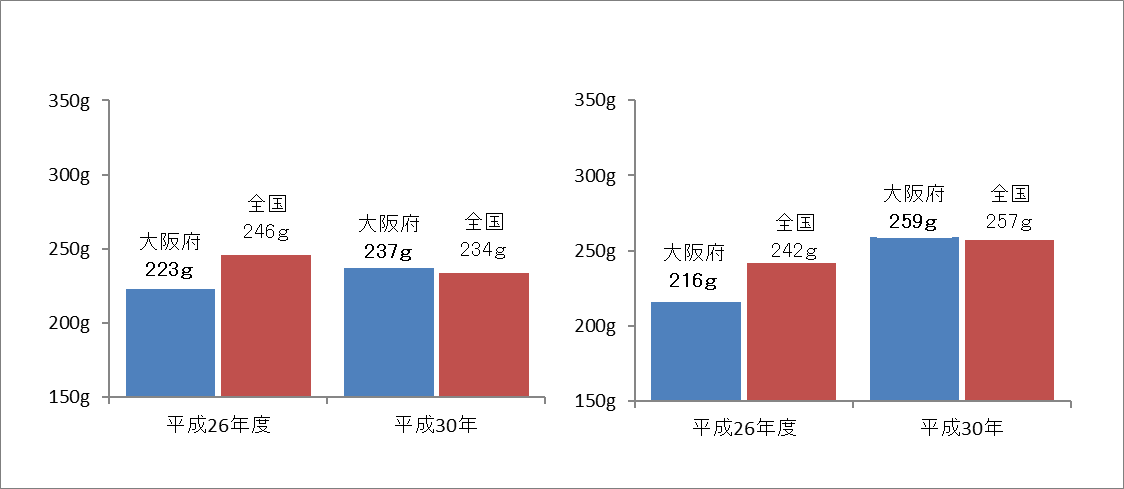 350g
300g
250g
200g
150g
大阪府
223g
全国
246g
大阪府
237g
全国
234g
平成26年度
平成30年
350g
300g
250g
200g
150g
大阪府
216g
全国
242g
大阪府
259g
全国
257g
平成26年度
平成30年